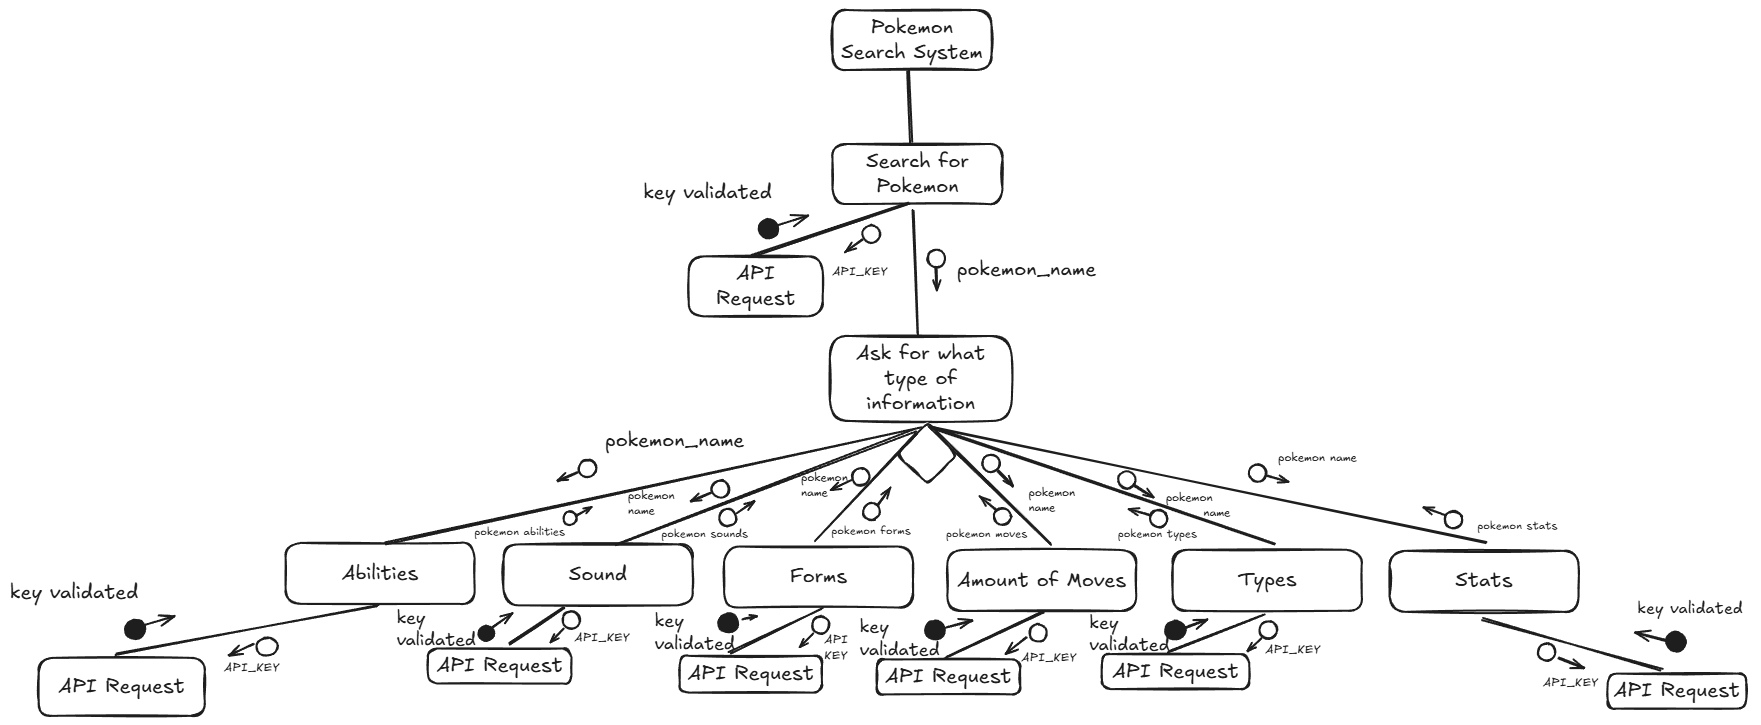 Pokemon
Search System
Search for
Pokemon
key validated
API_KEY
API
Request
pokemon_name
Ask for what
type of
information
pokemon_name
pokemon
name
pokemon
name
pokemon
name
pokemon
name
pokemon name
pokemon abilities
pokemon sounds
pokemon forms
pokemon moves
pokemon types
pokemon stats
Abilities
Sound
Forms
Amount of Moves
Types
Stats
key validated
API_KEY
API Request
key
validated
API_KEY
API Request
key
validated
API
KEY
API Request
key
validated
API_KEY
API Request
key
validated
API_KEY
API Request
key validated
API_KEY
API Request